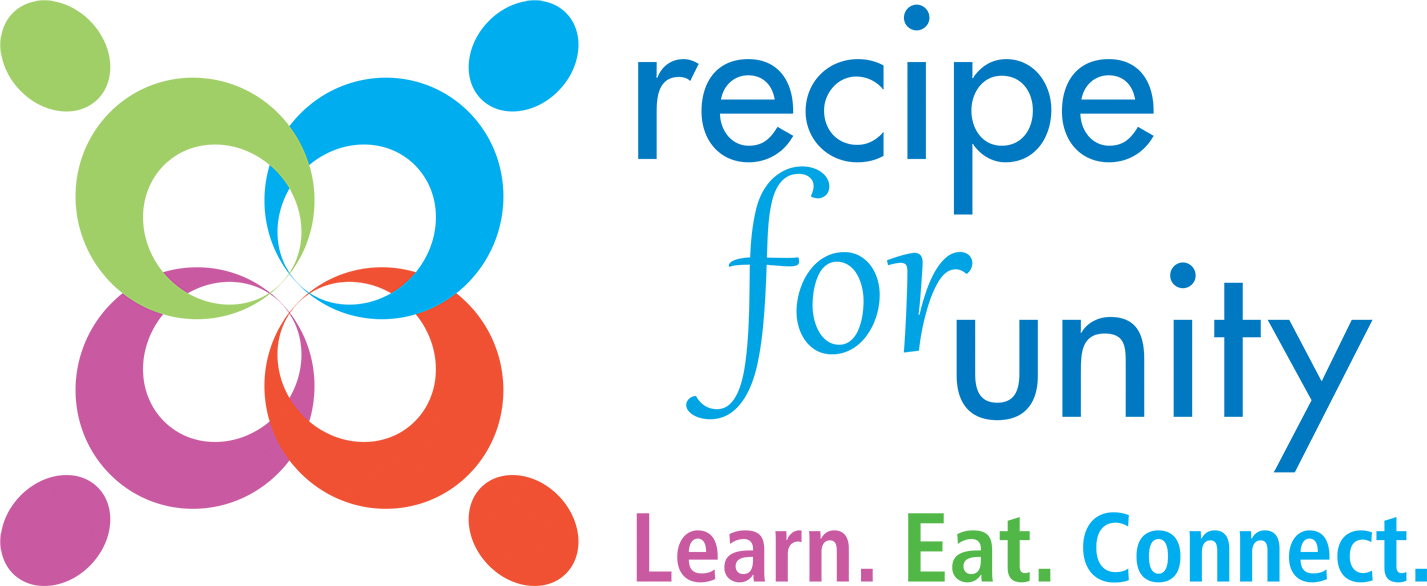 recipe
for
unity
Learn. Eat. Connect.